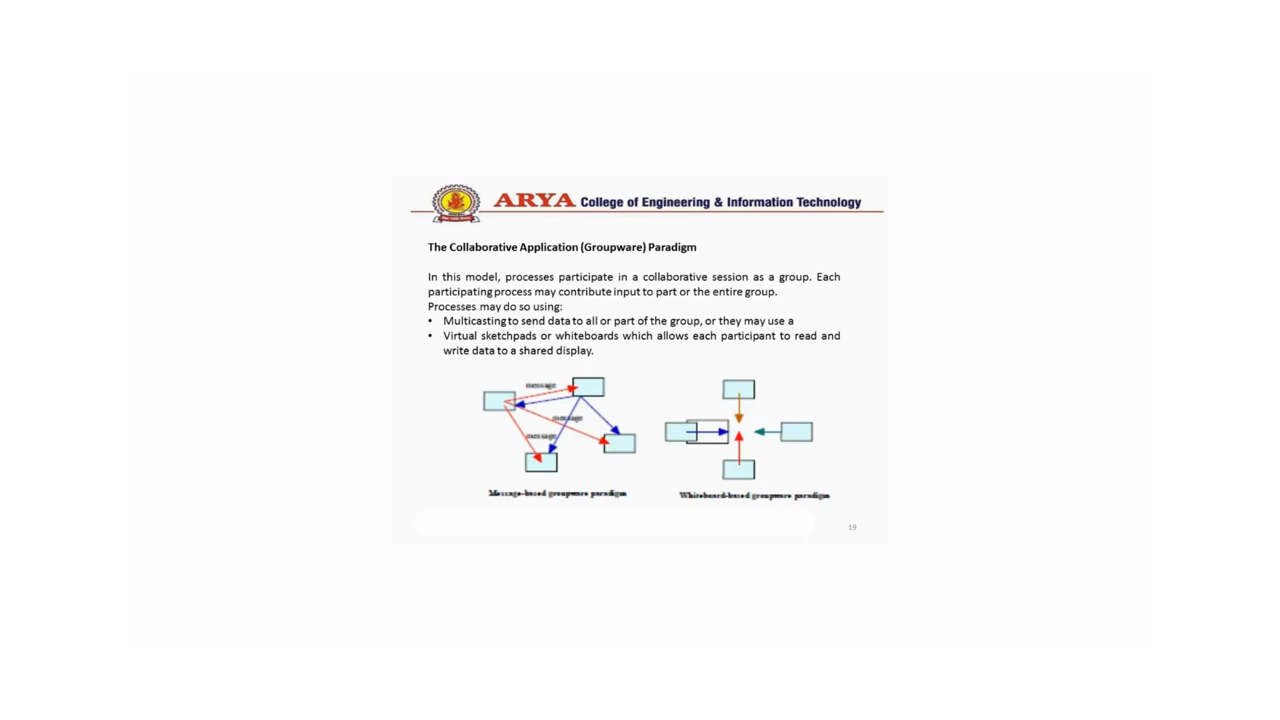 ARYA College of Engineering & Information Technology
The Collaborative Application (Groupware) Paradigm
In this model, processes participate in a collaborative session as a group. Each
participating process may contribute input to part or the entire group.
Processes may do so using:
• Multicasting to send data to all or part of the group, or they may use a
• Virtual sketchpads or whiteboards which allows each participant to read and
write data to a shared display.
message
message
message
Message-based groupware paradigm
Whiteboard-based groupware paradigm
19